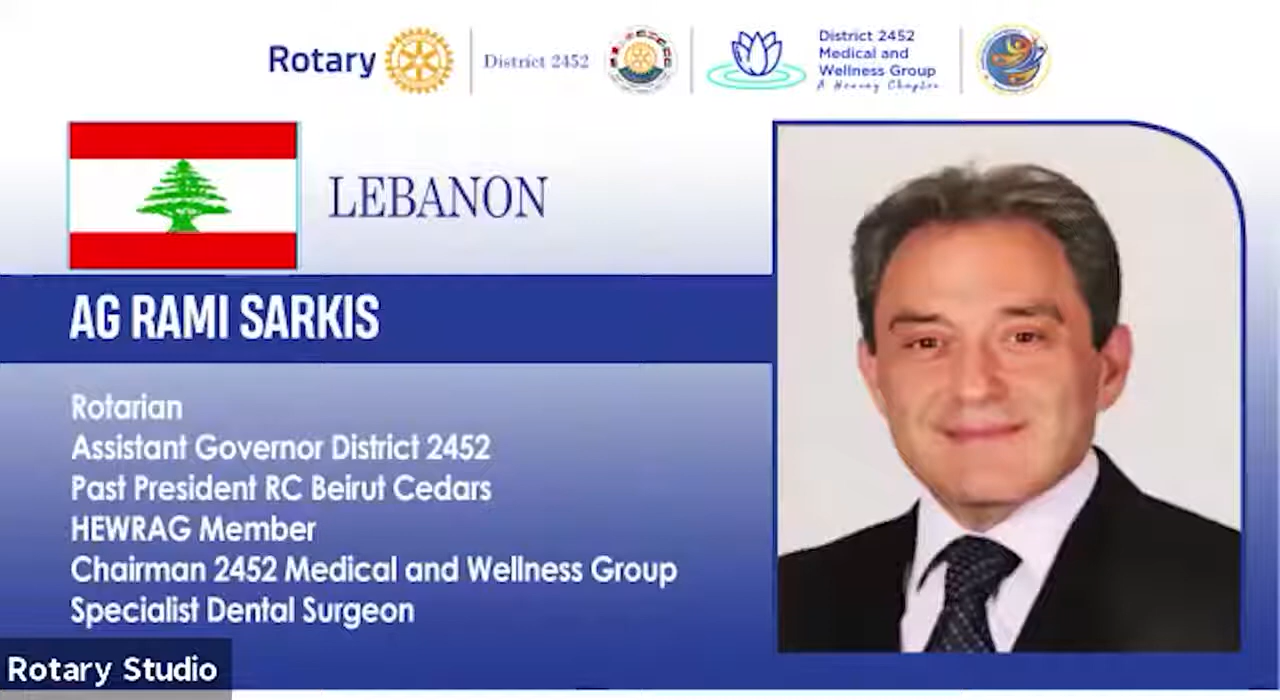 Rotary
District 2452
District 2452
Medical and
Wellness Group
LEBANON
AG RAMI SARKIS
Rotarian
Assistant Governor District 2452
Past President RC Beirut Cedars
HEWRAG Member
Chairman 2452 Medical and Wellness Group
Specialist Dental Surgeon
Rotary Studio